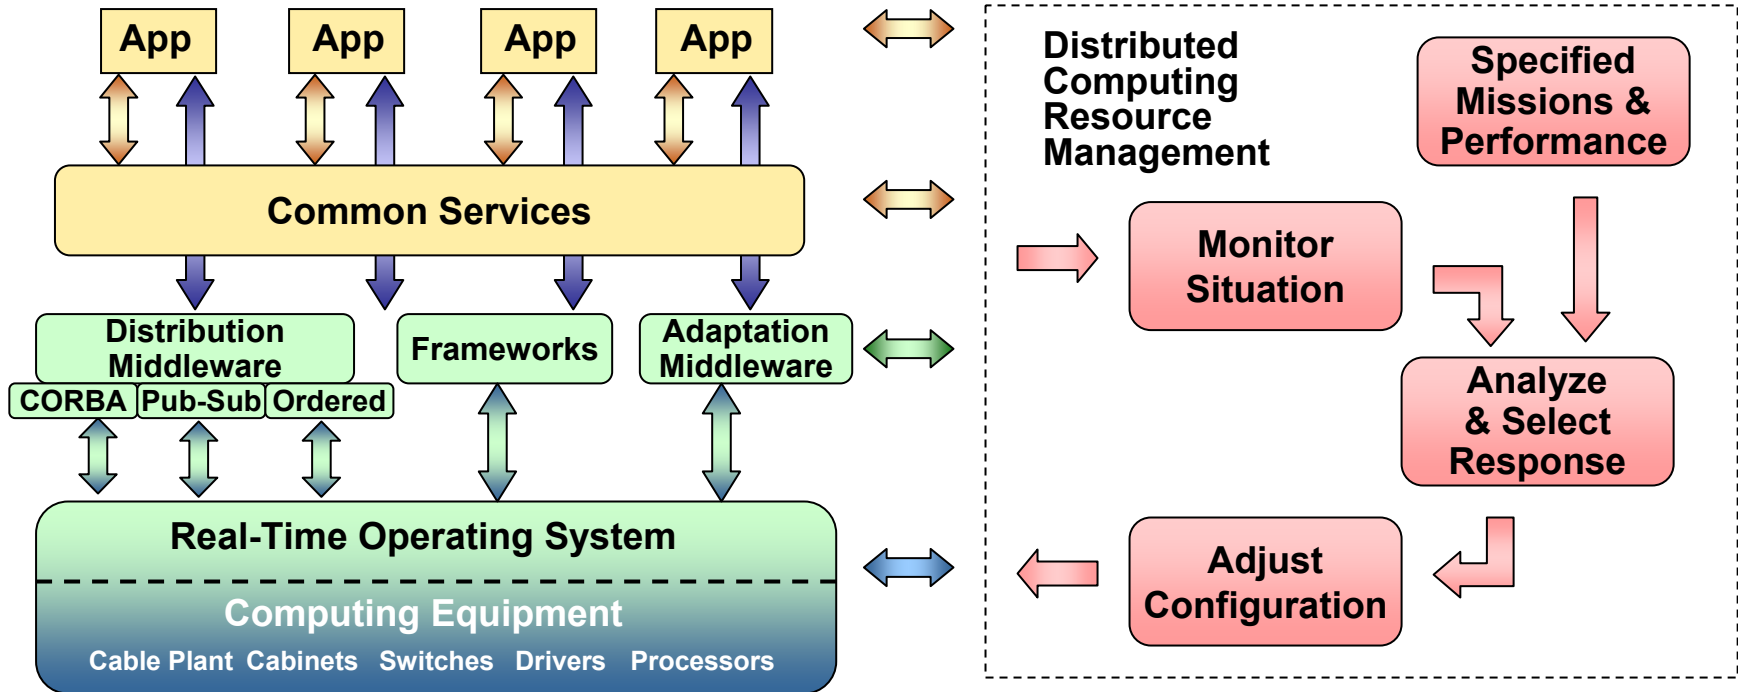 App App App App
Common Services
Distribution
Middleware
CORBA Pub-Sub Ordered
Frameworks
Adaptation
Middleware
Real-Time Operating System
Computing Equipment
Cable Plant Cabinets Switches Drivers Processors
Distributed
Computing
Resource
Management
Specified
Missions &
Performance
Monitor
Situation
Analyze
& Select
Response
Adjust
Configuration